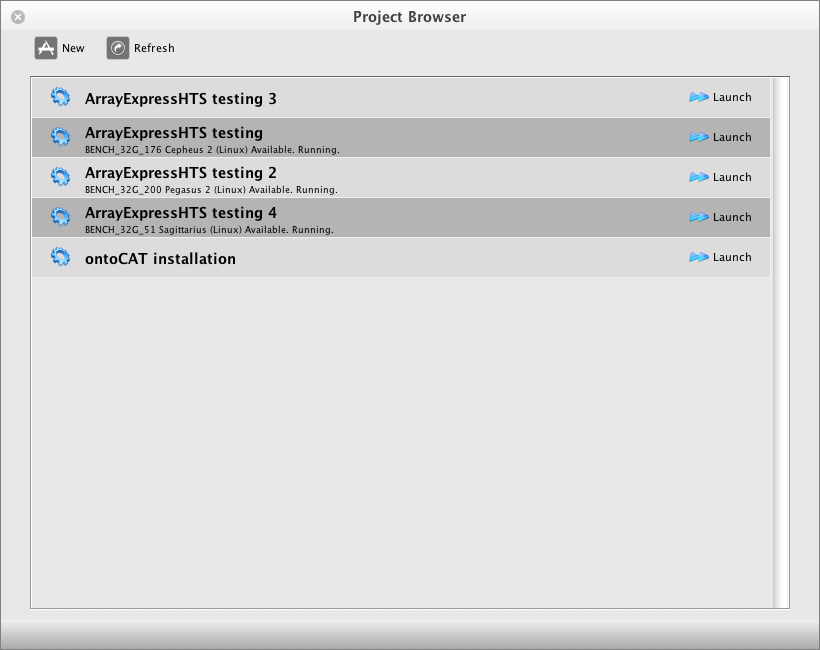 Project Browser
New
Refresh
ArrayExpressHTS testing 3
Launch
ArrayExpressHTS testing
BENCH_32G_176 Cepheus 2 (Linux) Available. Running.
Launch
ArrayExpressHTS testing 2
BENCH_32G_200 Pegasus 2 (Linux) Available. Running.
Launch
ArrayExpressHTS testing 4
BENCH_32G_51 Sagittarius (Linux) Available. Running.
Launch
ontoCAT installation
Launch